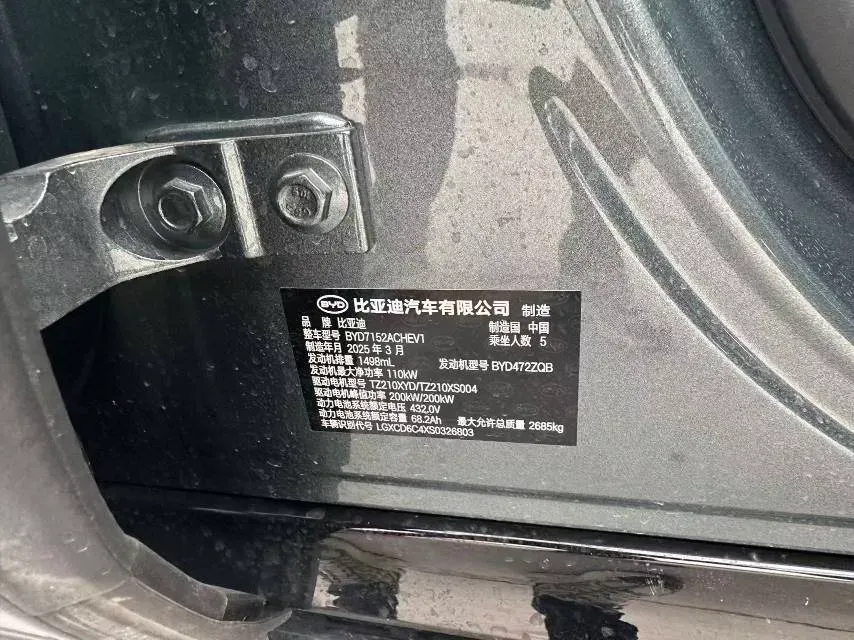 BYD 比亚迪汽车有限公司 制造
品 牌 比亚迪 制造国 中国
整车型号 BYD7152ACHEV1 乘坐人数 5
制造年月 2025 年 3 月
发动机排量 1498mL 发动机型号 BYD472ZQB
发动机最大净功率 110kW
驱动电机型号 TZ210XYD/TZ210XS004
驱动电机峰值功率 200kW/200kW
动力电池系统额定电压 432.0V
动力电池系统额定容量 68.2Ah 最大允许总质量 2685kg
车辆识别代号 LGXCD6C4XS0326803